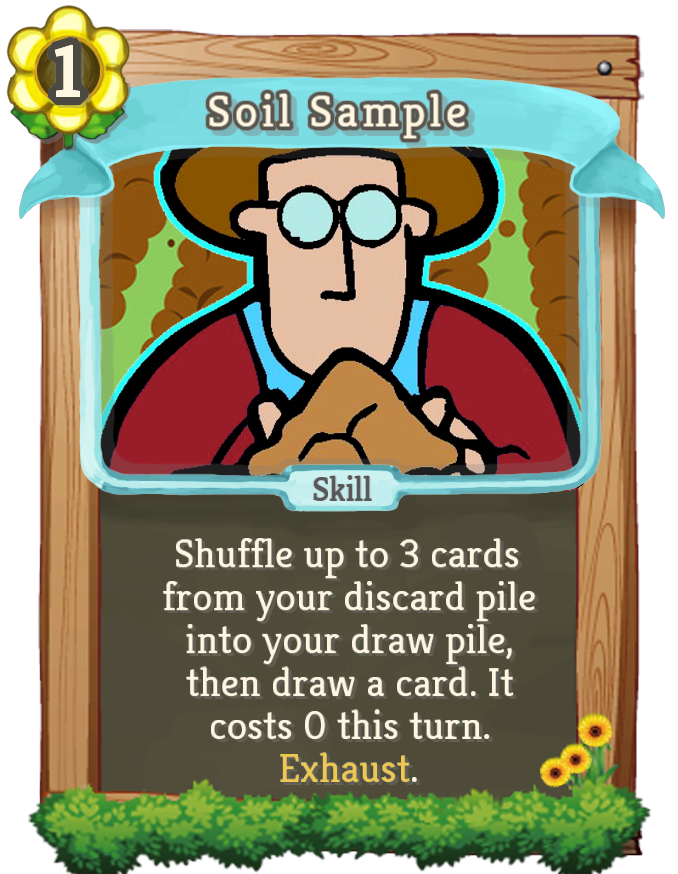 1
Soil Sample
Skill
Shuffle up to 3 cards
from your discard pile
into your draw pile,
then draw a card. It
costs 0 this turn.
Exhaust.